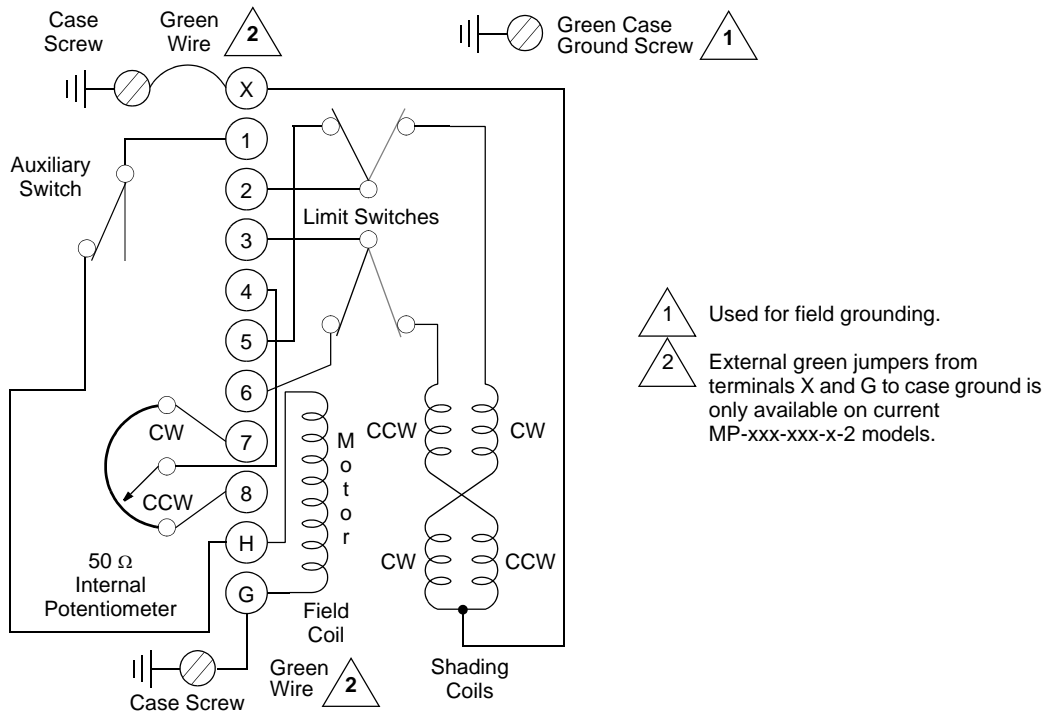 Case
Screw
Green
Wire
2
Green Case
Ground Screw
1
X
1
2
3
4
5
6
7
8
H
G
Auxiliary
Switch
Limit Switches
CW
CCW
50 Ω
Internal
Potentiometer
Motor
Field
Coil
CCW
CW
CW
CCW
Shading
Coils
Case Screw
Green
Wire
2
1
Used for field grounding.
2
External green jumpers from
terminals X and G to case ground is
only available on current
MP-xxx-xxx-x-2 models.